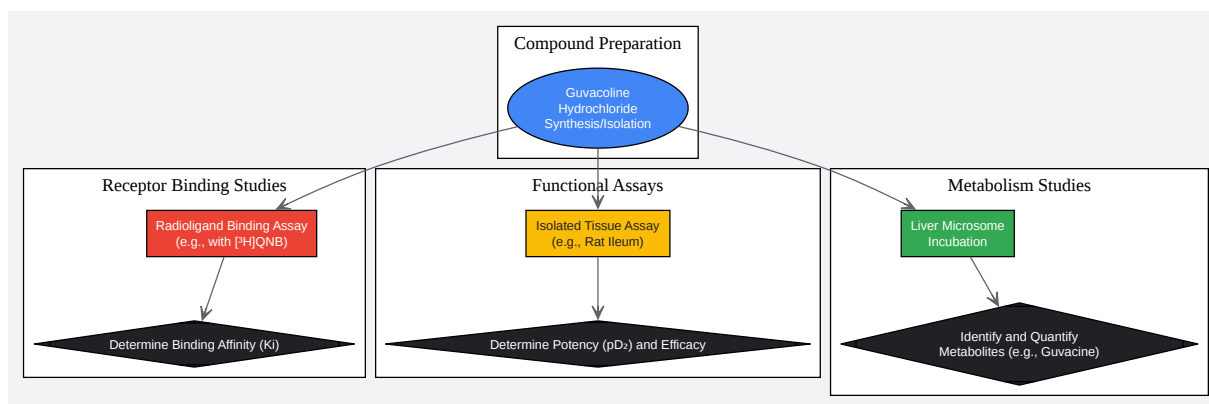 Compound Preparation
Guvacoline
Hydrochloride
Synthesis/Isolation
Receptor Binding Studies
Radioligand Binding Assay
(e.g., with [³H]QNB)
Determine Binding Affinity (Ki)
Functional Assays
Isolated Tissue Assay
(e.g., Rat Ileum)
Determine Potency (pD₂) and Efficacy
Metabolism Studies
Liver Microsome
Incubation
Identify and Quantify
Metabolites (e.g., Guvacine)